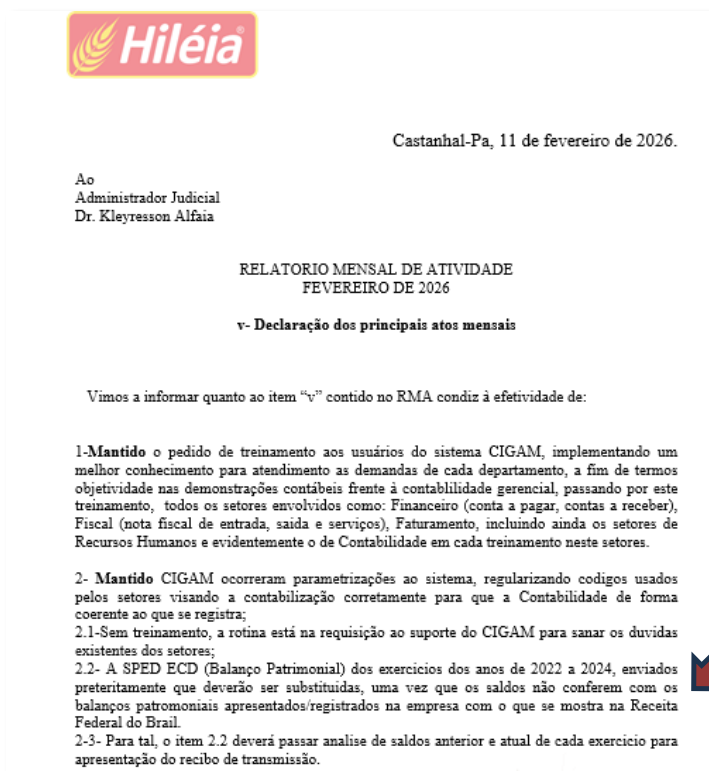 Hiléia
Castanhal-Pa, 11 de fevereiro de 2026.
Ao
Administrador Judicial
Dr. Kleyresson Alfaia
RELATORIO MENSAL DE ATIVIDADE
FEVEREIRO DE 2026
v- Declaração dos principais atos mensais
Vimos a informar quanto ao item “v” contido no RMA condiz à efetividade de:
1-Mantido o pedido de treinamento aos usuários do sistema CIGAM, implementando um
melhor conhecimento para atendimento as demandas de cada departamento, a fim de termos
objetividade nas demonstrações contábeis frente à contablilidade gerencial, passando por este
treinamento, todos os setores envolvidos como: Financeiro (conta a pagar, contas a receber),
Fiscal (nota fiscal de entrada, saida e serviços), Faturamento, incluindo ainda os setores de
Recursos Humanos e evidentemente o de Contabilidade em cada treinamento neste setores.
2- Mantido CIGAM ocorreram parametrizações ao sistema, regularizando codigos usados
pelos setores visando a contabilização corretamente para que a Contabilidade de forma
coerente ao que se registra;
2.1-Sem treinamento, a rotina está na requisição ao suporte do CIGAM para sanar os duvidas
existentes dos setores;
2.2- A SPED ECD (Balanço Patrimonial) dos exercicios dos anos de 2022 a 2024, enviados
preteritamente que deverão ser substituidas, uma vez que os saldos não conferem com os
balanços patromoniais apresentados/registrados na empresa com o que se mostra na Receita
Federal do Brail.
2-3- Para tal, o item 2.2 deverá passar analise de saldos anterior e atual de cada exercicio para
apresentação do recibo de transmissão.